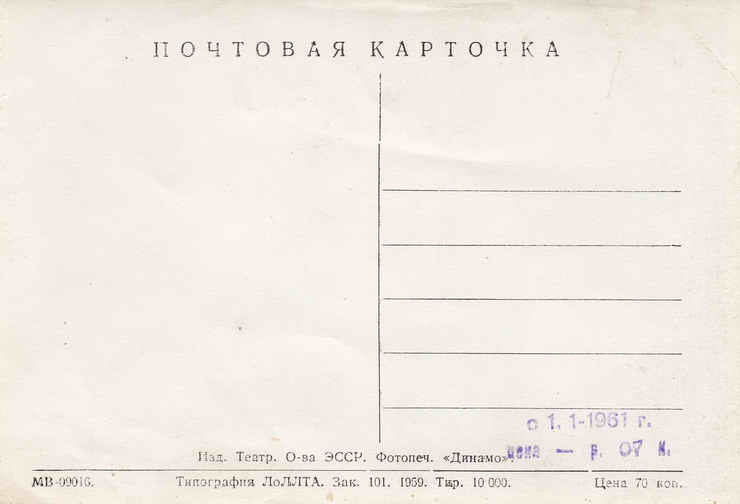 ПОЧТОВАЯ КАРТОЧКА
с 1. 1-1961 г.
цена — р. 07 к.
Изд. Театр. О-ва ЭССР. Фотопеч. «Динамо».
МВ-09016. Типография ЛоЛЛТА. Зак. 101. 1959. Тир. 10 000. Цена 70 коп.